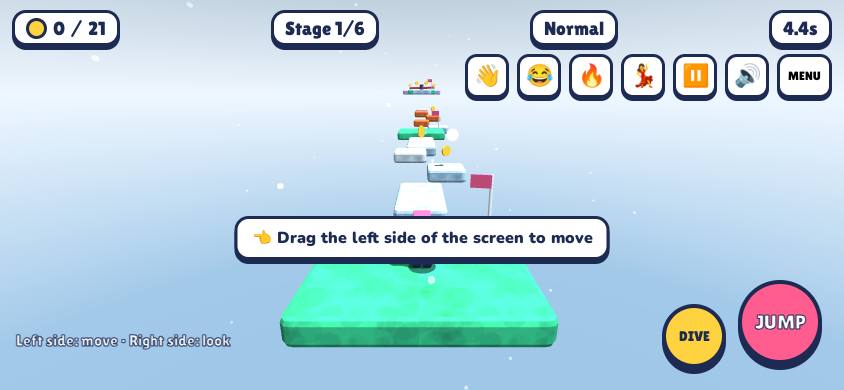 0 / 21
Stage 1/6
Normal
4.4s
MENU
Drag the left side of the screen to move
Left side: move · Right side: look
DIVE
JUMP